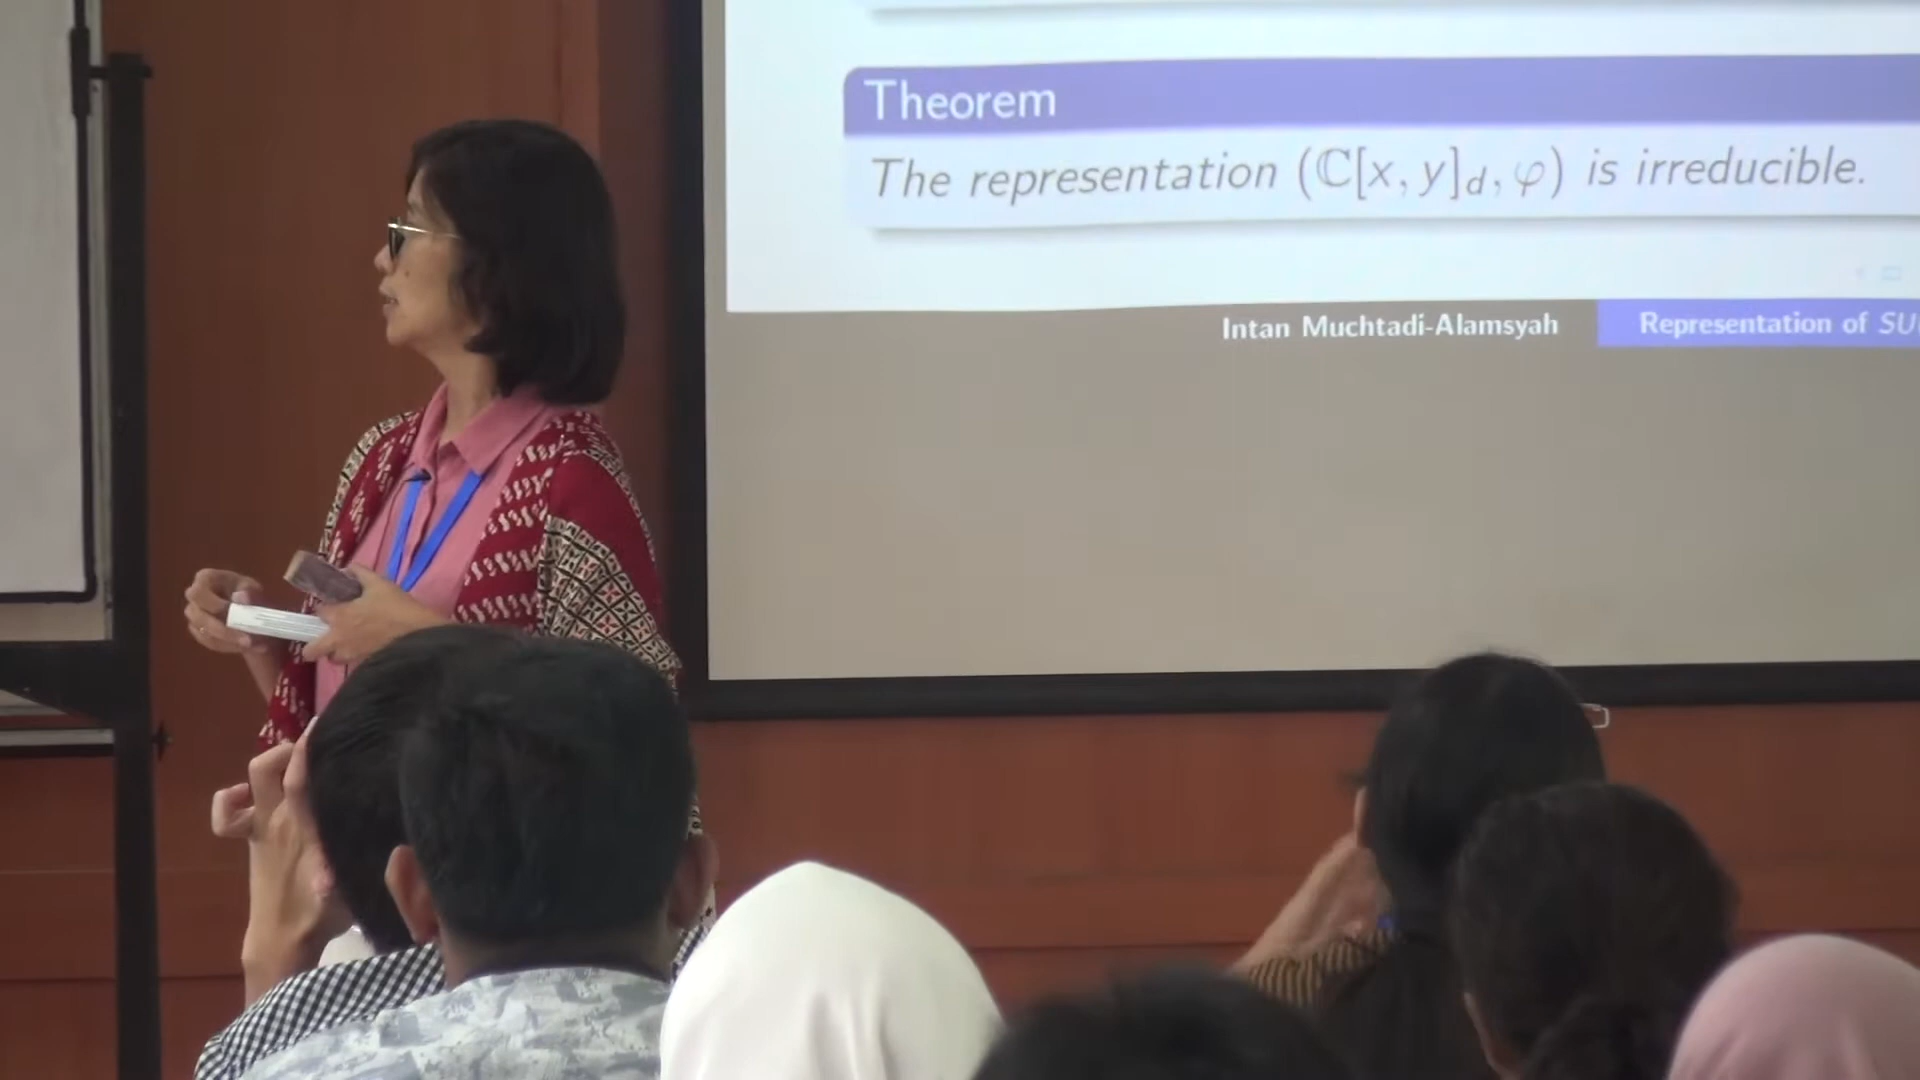 Theorem
The representation (ℂ[x, y]_d, φ) is irreducible.
Intan Muchtadi-Alamsyah
Representation of SU